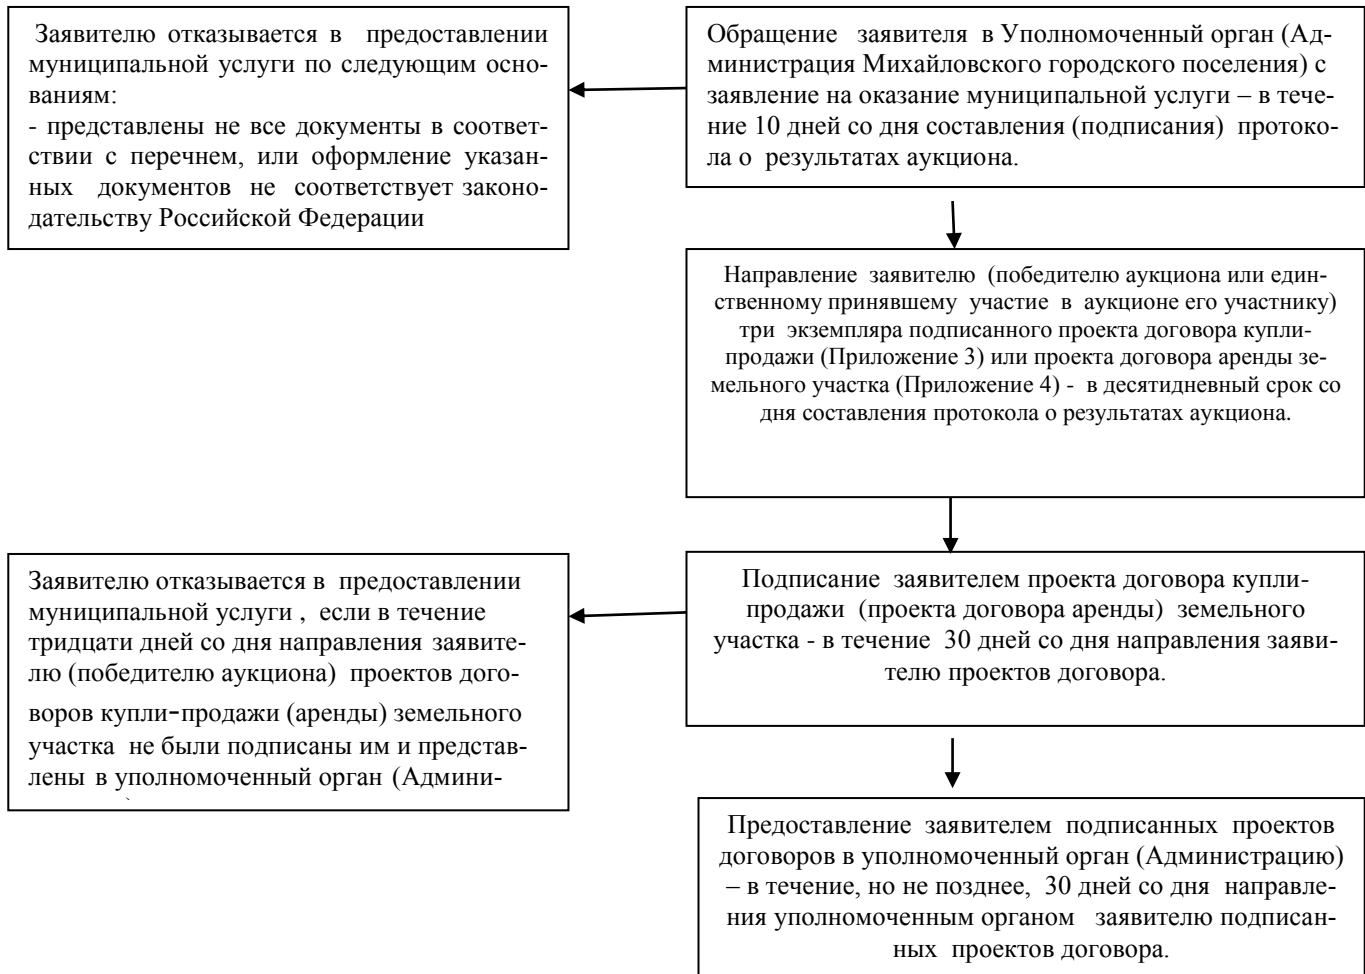 Заявителю отказывается в предоставлении
муниципальной услуги по следующим осно-
ваниям:
- представлены не все документы в соответ-
ствии с перечнем, или оформление указан-
ных документов не соответствует законо-
дательству Российской Федерации
Обращение заявителя в Уполномоченный орган (Ад-
министрация Михайловского городского поселения) с
заявление на оказание муниципальной услуги – в тече-
ние 10 дней со дня составления (подписания) протоко-
ла о результатах аукциона.
Направление заявителю (победителю аукциона или един-
ственному принявшему участие в аукционе его участнику)
три экземпляра подписанного проекта договора купли-
продажи (Приложение 3) или проекта договора аренды зе-
мельного участка (Приложение 4) - в десятидневный срок со
дня составления протокола о результатах аукциона.
Заявителю отказывается в предоставлении
муниципальной услуги , если в течение
тридцати дней со дня направления заявите-
лю (победителю аукциона) проектов дого-
воров купли-продажи (аренды) земельного
участка не были подписаны им и представ-
лены в уполномоченный орган (Админи-
Подписание заявителем проекта договора купли-
продажи (проекта договора аренды) земельного
участка - в течение 30 дней со дня направления заяви-
телю проектов договора.
Предоставление заявителем подписанных проектов
договоров в уполномоченный орган (Администрацию)
– в течение, но не позднее, 30 дней со дня направле-
ния уполномоченным органом заявителю подписан-
ных проектов договора.